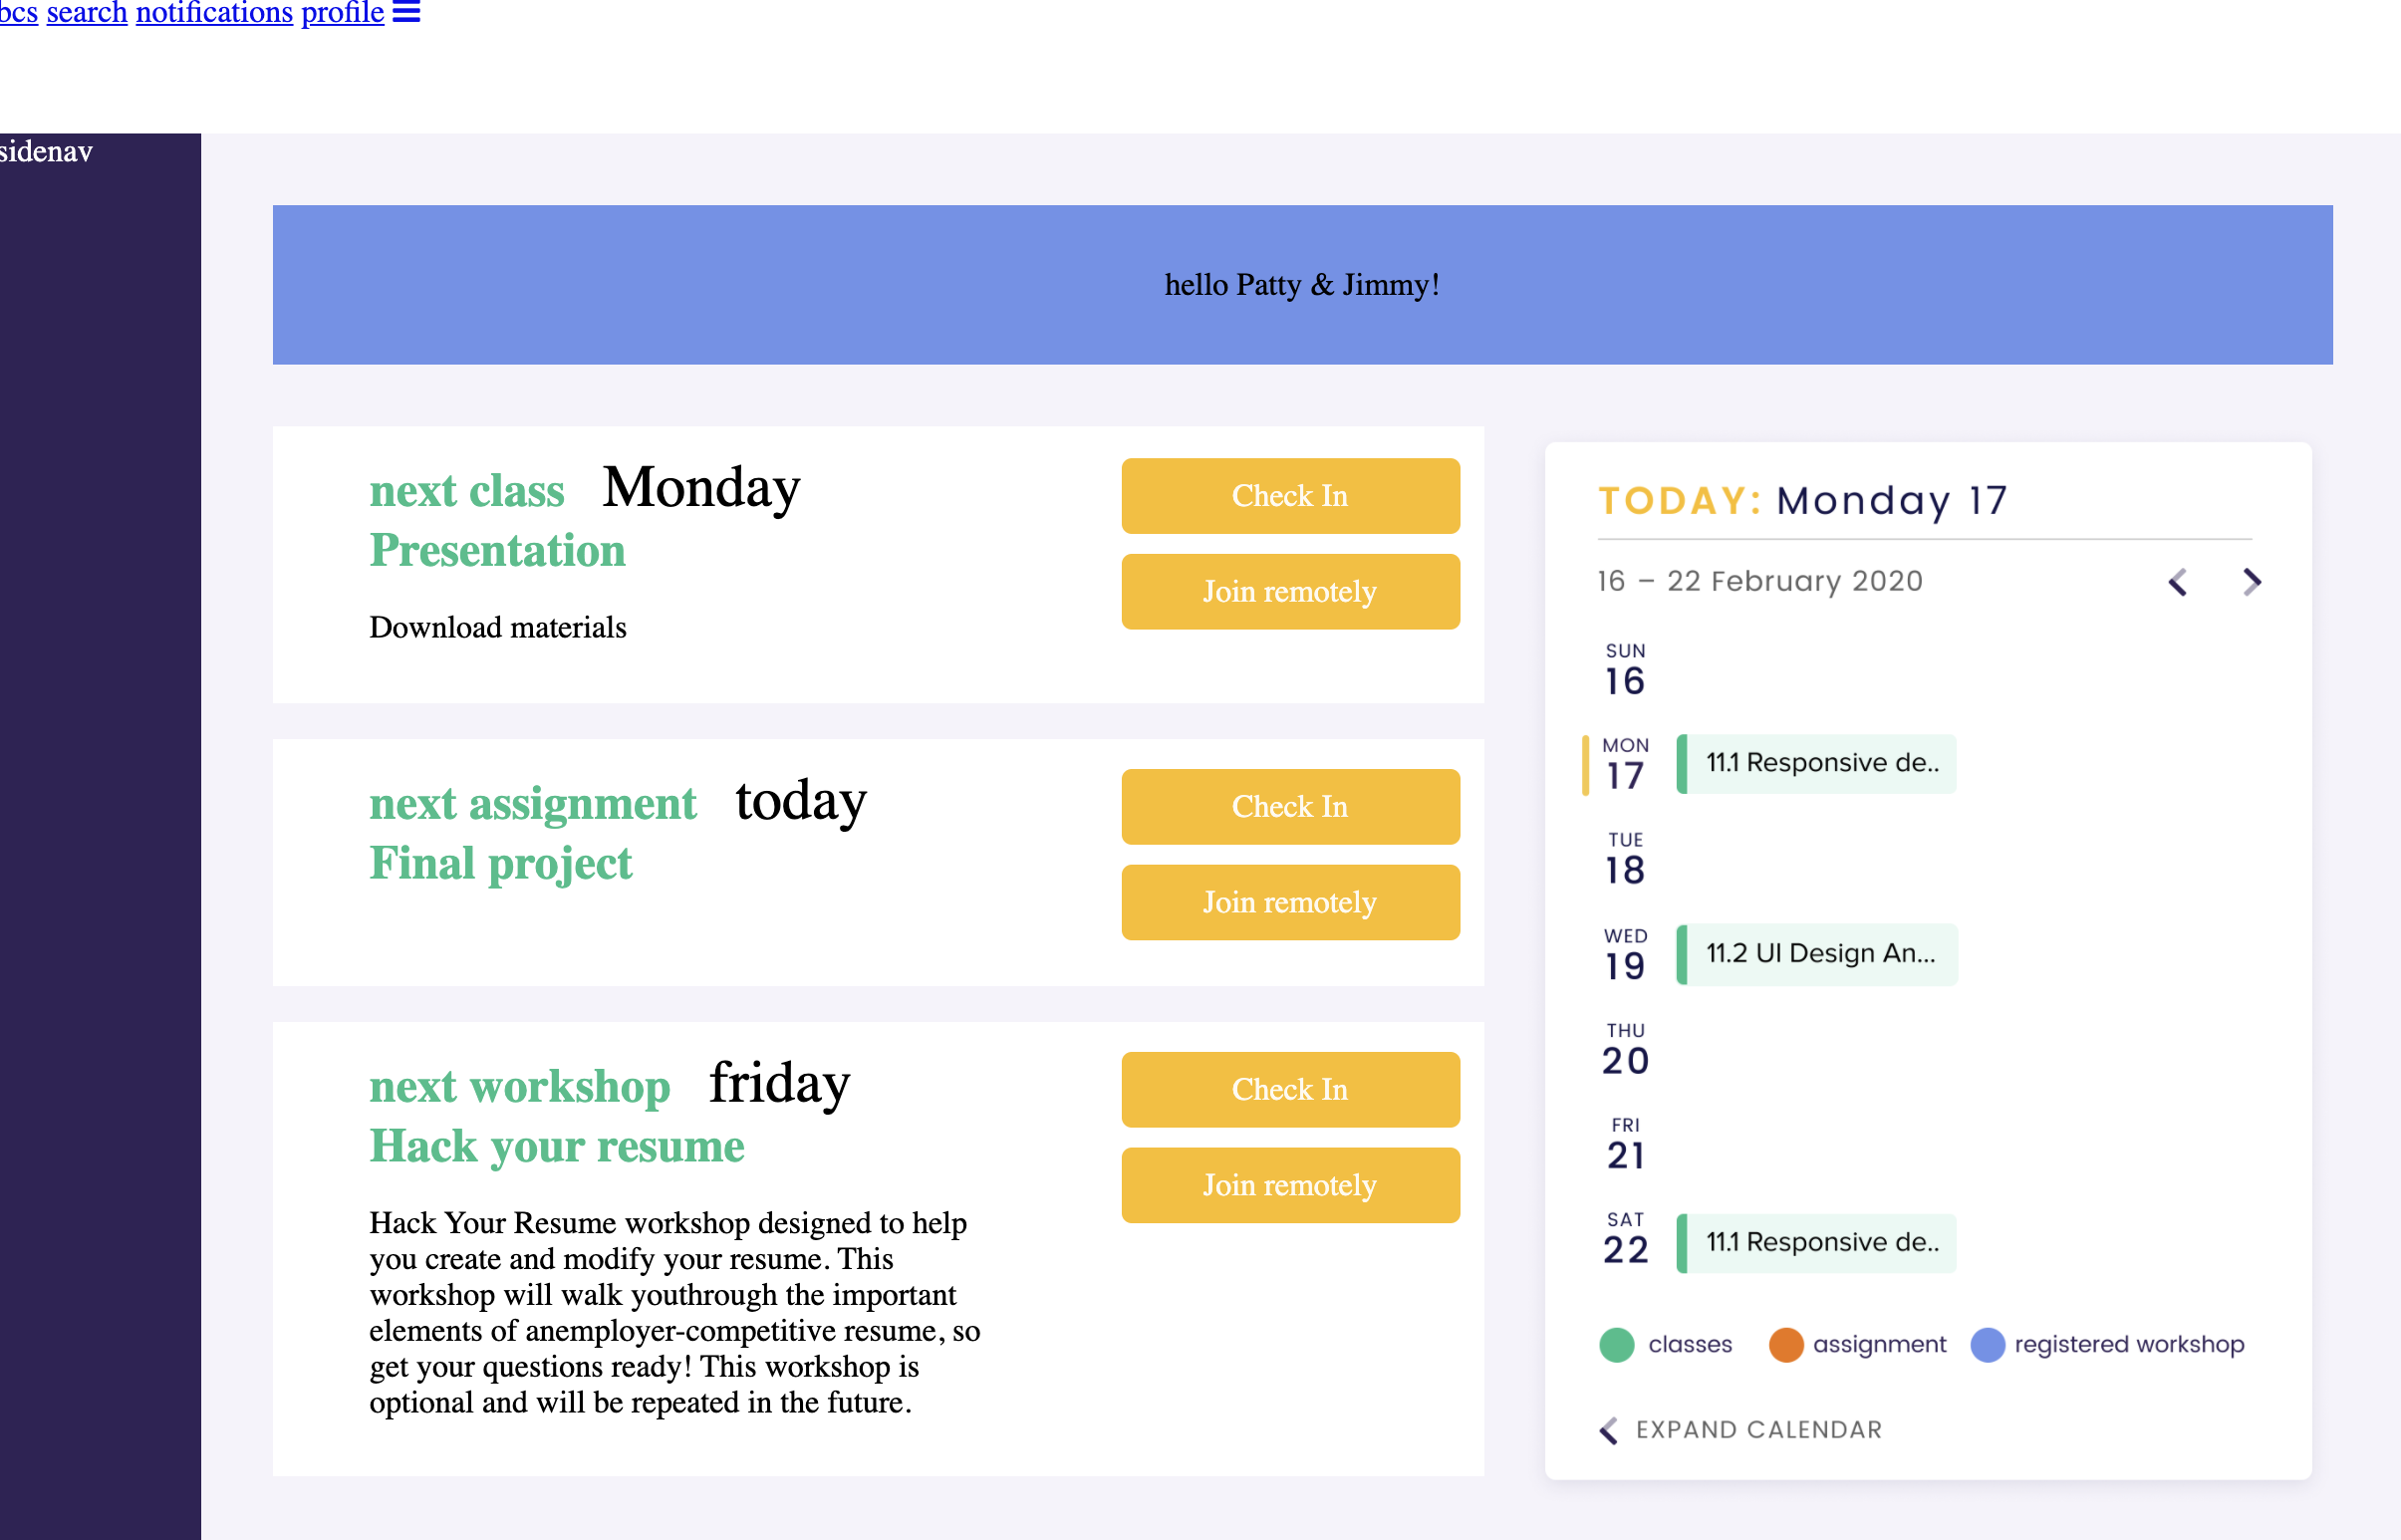 bcs search notifications profile
sidenav
hello Patty & Jimmy!
next class Monday
Presentation
Download materials
Check In
Join remotely
next assignment today
Final project
Check In
Join remotely
next workshop friday
Hack your resume
Hack Your Resume workshop designed to help
you create and modify your resume. This
workshop will walk youthrough the important
elements of anemployer-competitive resume, so
get your questions ready! This workshop is
optional and will be repeated in the future.
Check In
Join remotely
TODAY: Monday 17
16 – 22 February 2020
SUN
16
MON
17
11.1 Responsive de..
TUE
18
WED
19
11.2 UI Design An...
THU
20
FRI
21
SAT
22
11.1 Responsive de..
classes assignment registered workshop
EXPAND CALENDAR